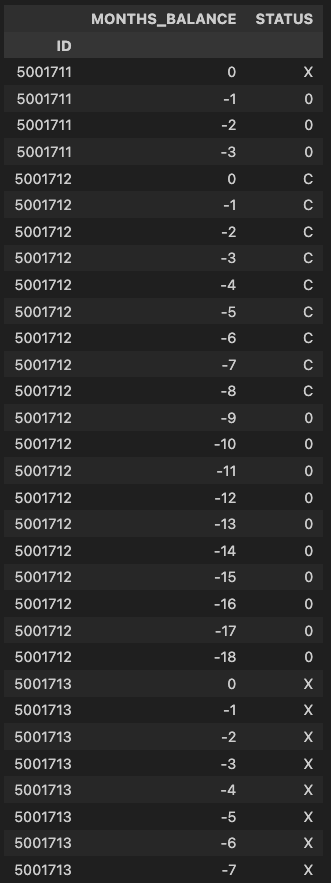 MONTHS_BALANCE STATUS
ID
5001711 0 X
5001711 -1 0
5001711 -2 0
5001711 -3 0
5001712 0 C
5001712 -1 C
5001712 -2 C
5001712 -3 C
5001712 -4 C
5001712 -5 C
5001712 -6 C
5001712 -7 C
5001712 -8 C
5001712 -9 0
5001712 -10 0
5001712 -11 0
5001712 -12 0
5001712 -13 0
5001712 -14 0
5001712 -15 0
5001712 -16 0
5001712 -17 0
5001712 -18 0
5001713 0 X
5001713 -1 X
5001713 -2 X
5001713 -3 X
5001713 -4 X
5001713 -5 X
5001713 -6 X
5001713 -7 X